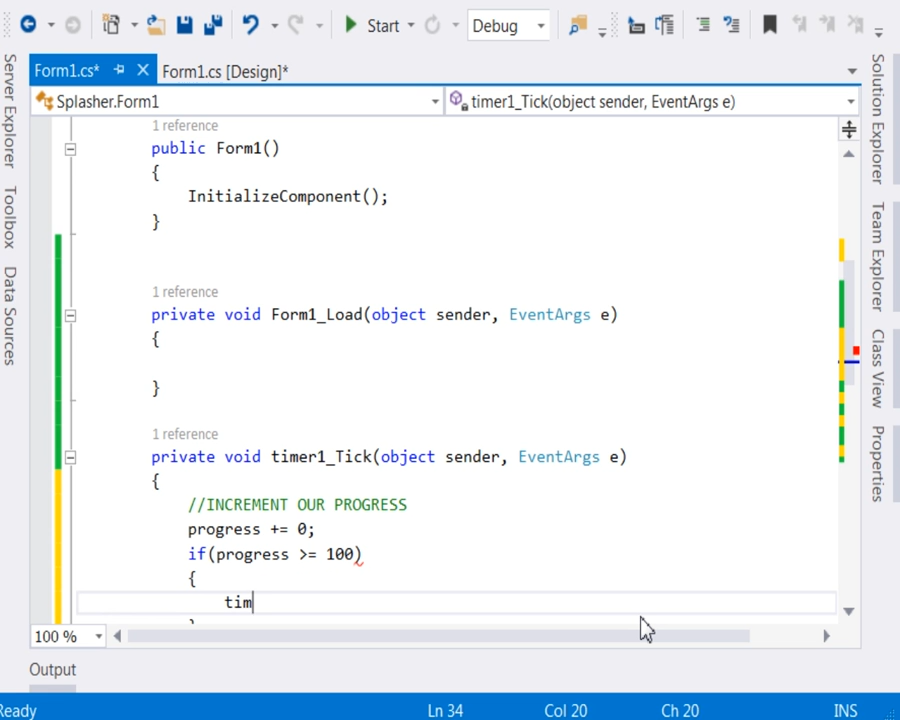 Start Debug
Form1.cs* Form1.cs [Design]*
Splasher.Form1 timer1_Tick(object sender, EventArgs e)
Server Explorer
Toolbox
Data Sources
1 reference
public Form1()
{
InitializeComponent();
}
1 reference
private void Form1_Load(object sender, EventArgs e)
{
}
1 reference
private void timer1_Tick(object sender, EventArgs e)
{
//INCREMENT OUR PROGRESS
progress += 0;
if(progress >= 100)
{
tim
}
Solution Explorer
Team Explorer
Class View
Properties
100 %
Output
Ready Ln 34 Col 20 Ch 20 INS